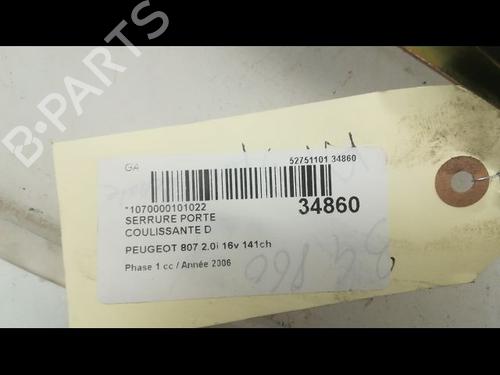 B-PARTS
GA
52751101 34860
*1070000101022
34860
SERRURE PORTE
COULISSANTE D
PEUGEOT 807 2.0i 16v 141ch
Phase 1 cc / Année 2006
34860